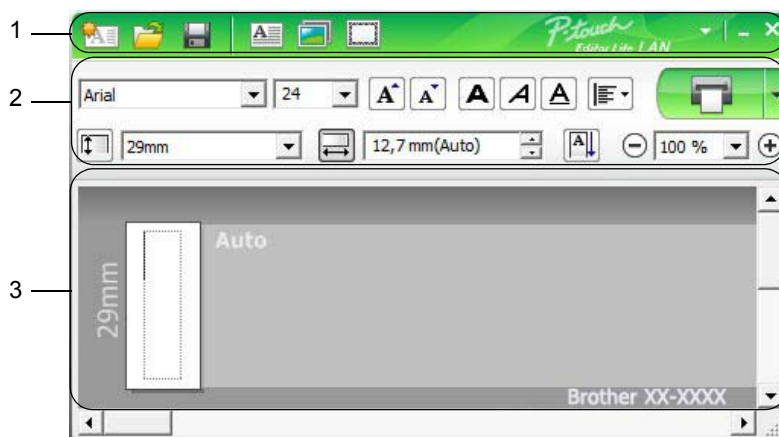 1
P-touch
Editor Lite LAN
2
Arial 24 A A A A A
29mm 12,7 mm(Auto) A 100 %
3
Auto
29mm
Brother XX-XXXX